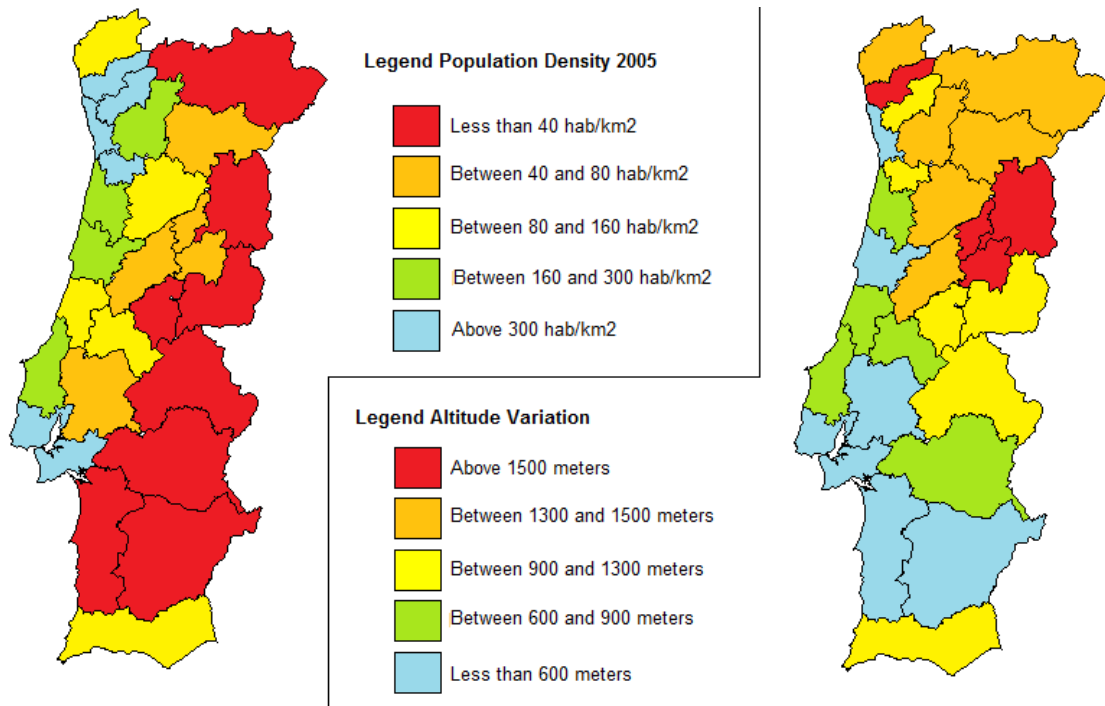 Legend Population Density 2005
Less than 40 hab/km2
Between 40 and 80 hab/km2
Between 80 and 160 hab/km2
Between 160 and 300 hab/km2
Above 300 hab/km2
Legend Altitude Variation
Above 1500 meters
Between 1300 and 1500 meters
Between 900 and 1300 meters
Between 600 and 900 meters
Less than 600 meters